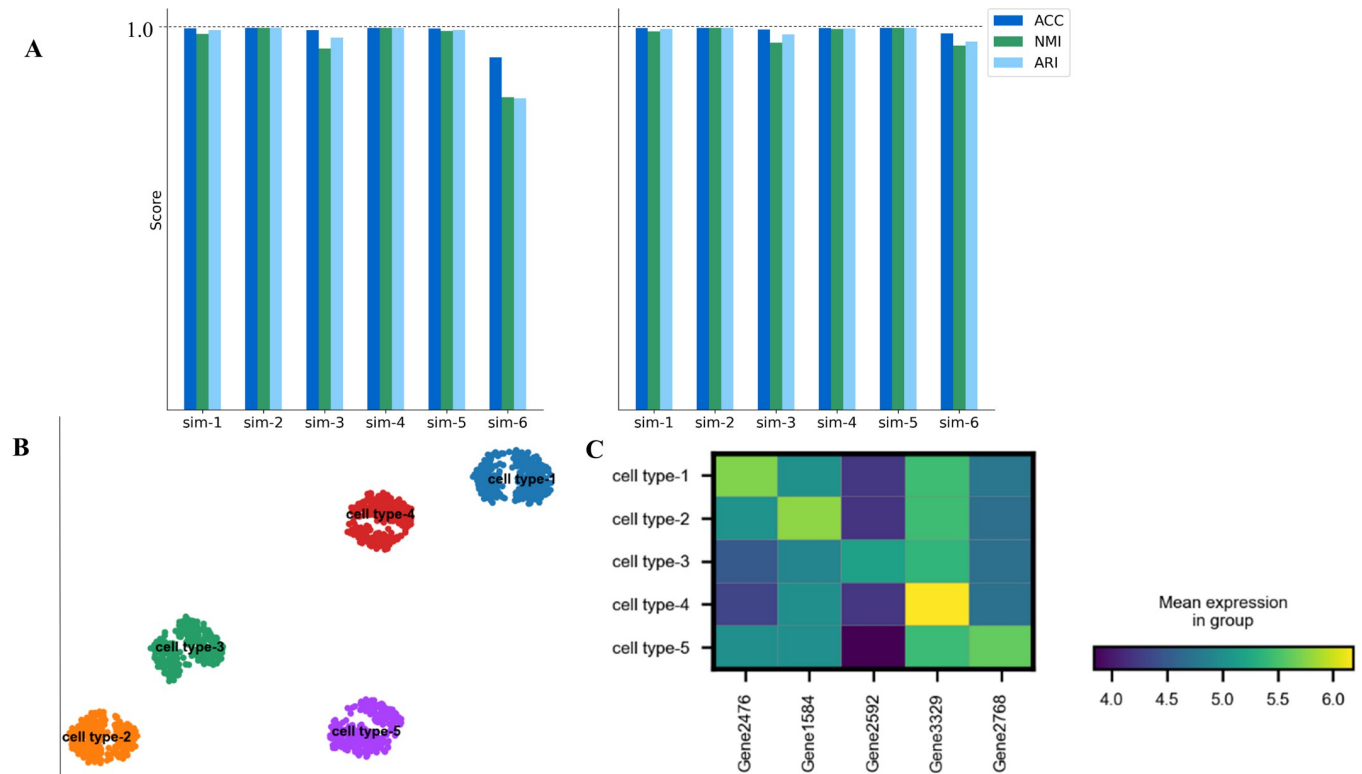 A
1.0
Score
ACC
NMI
ARI
sim-1 sim-2 sim-3 sim-4 sim-5 sim-6
sim-1 sim-2 sim-3 sim-4 sim-5 sim-6
B
cell type-1
cell type-4
cell type-3
cell type-2
cell type-5
C
cell type-1
cell type-2
cell type-3
cell type-4
cell type-5
Gene2476
Gene1584
Gene2592
Gene3329
Gene2768
Mean expression
in group
4.0 4.5 5.0 5.5 6.0